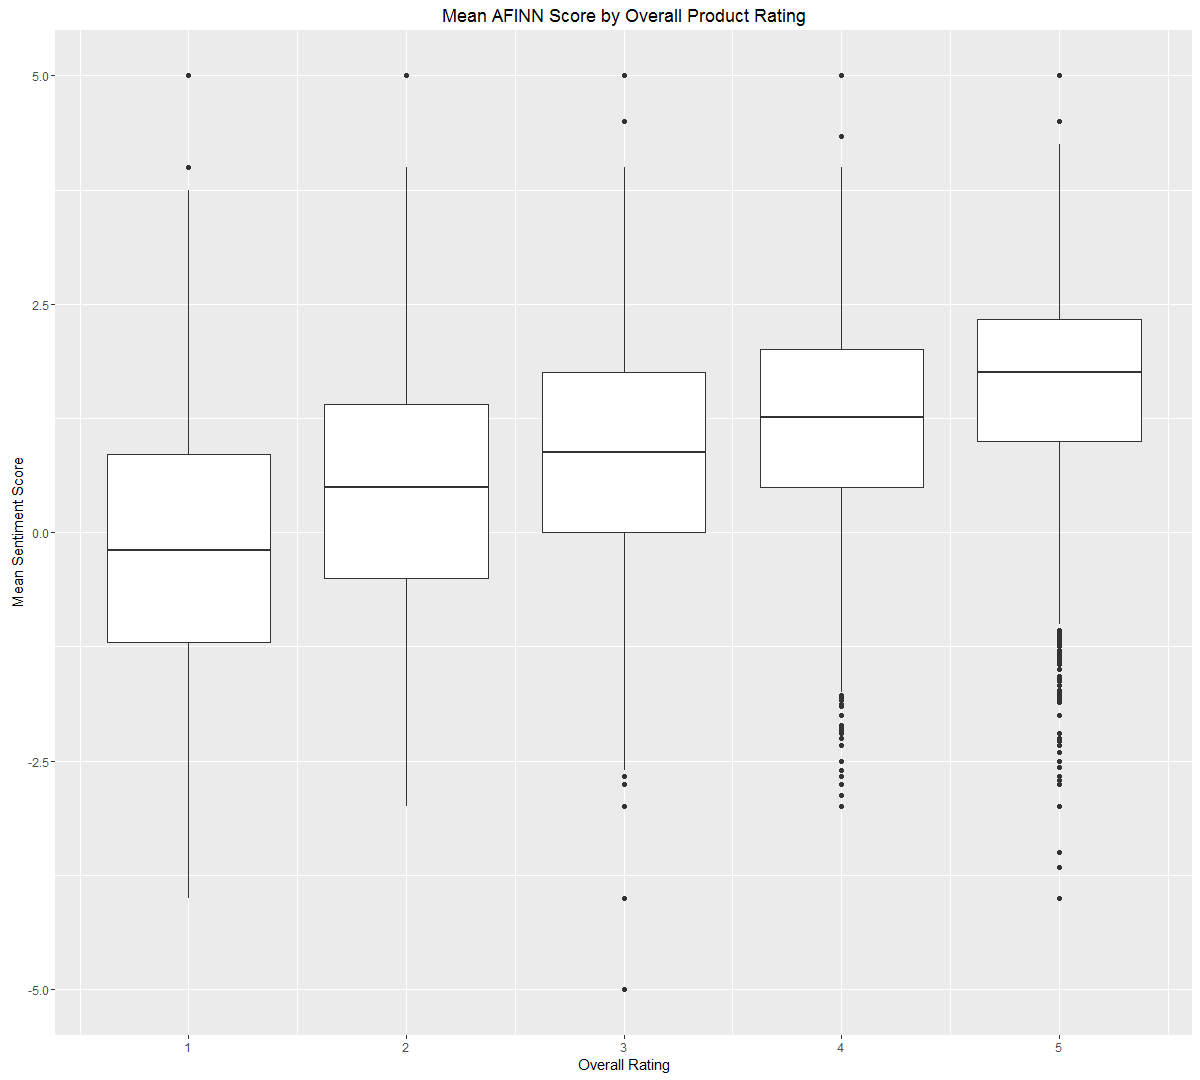 Mean AFINN Score by Overall Product Rating
5.0
2.5
0.0
-2.5
-5.0
Mean Sentiment Score
1 2 3 4 5
Overall Rating